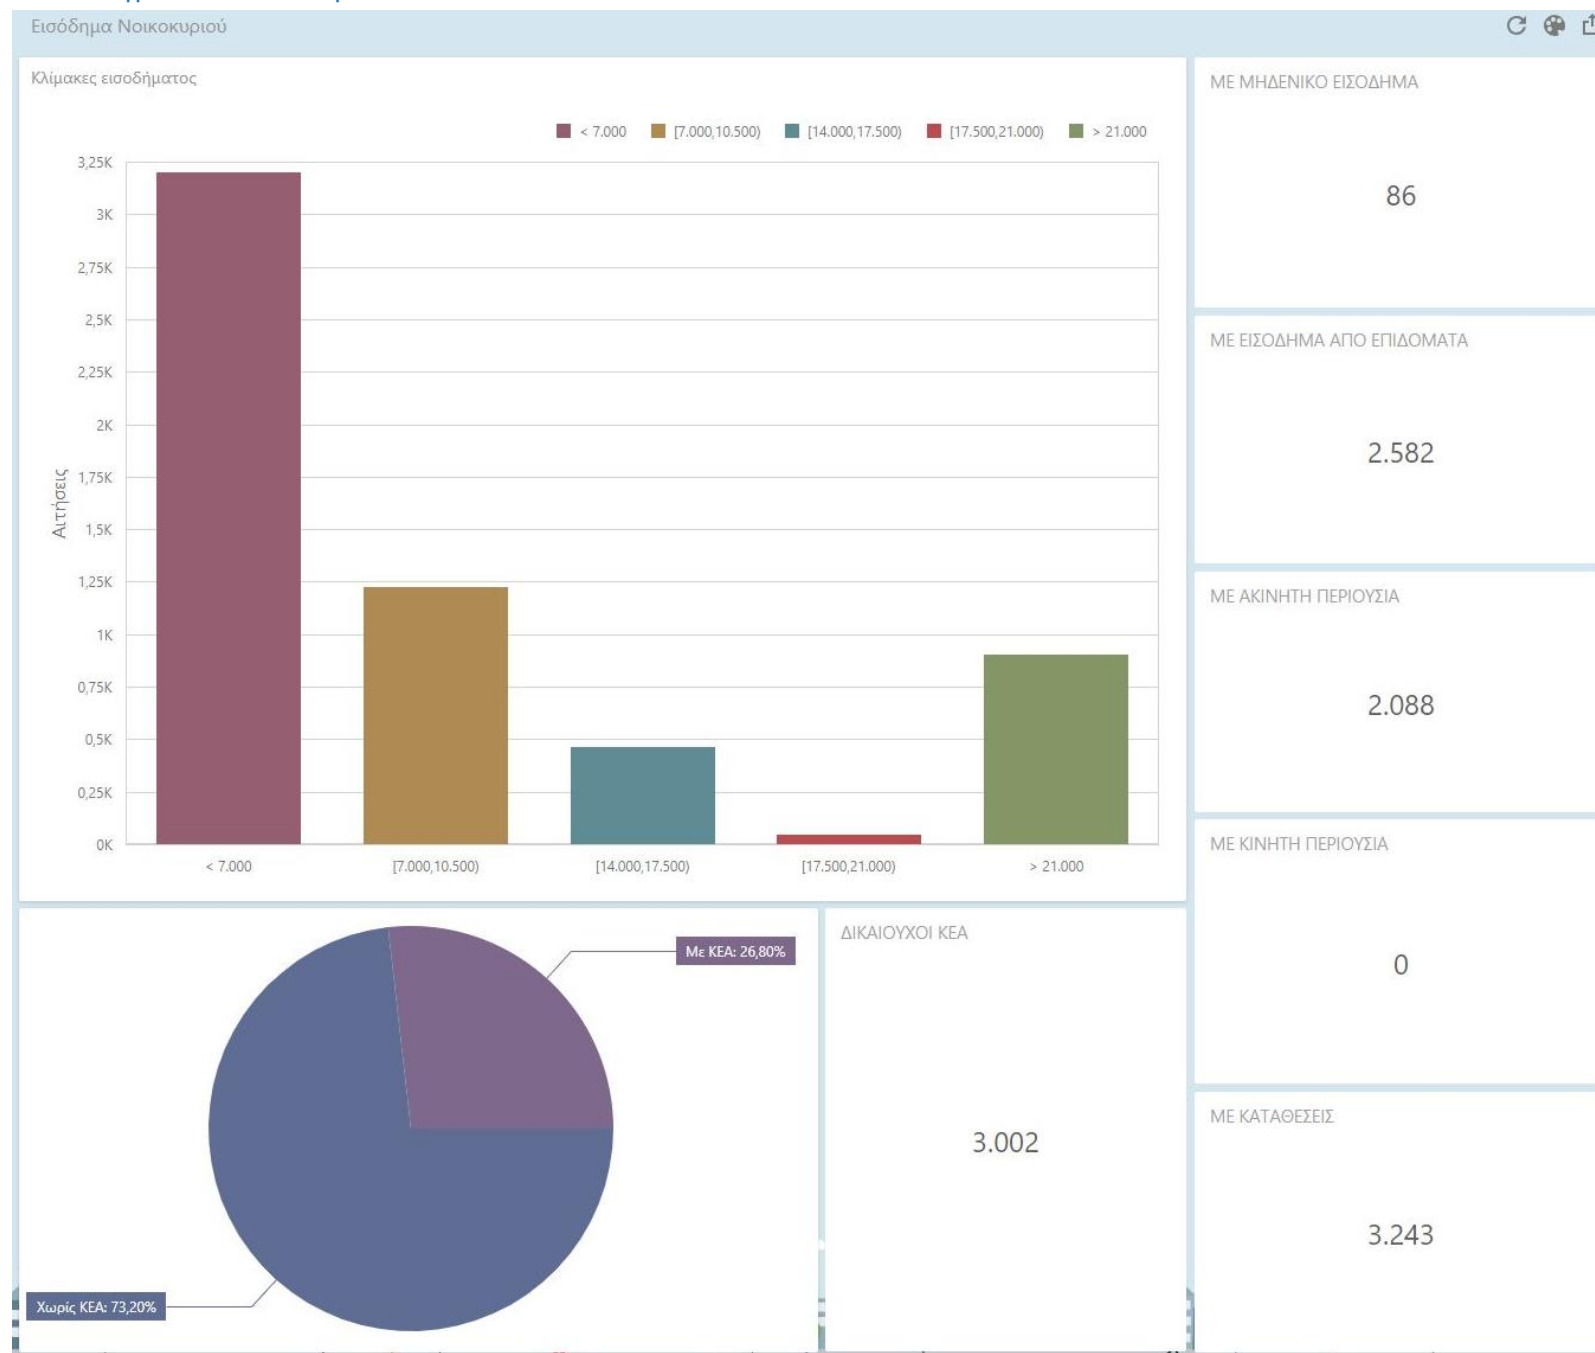 Εισόδημα Νοικοκυριού
Κλίμακες εισοδήματος
< 7.000 [7.000,10.500) [14.000,17.500) [17.500,21.000) > 21.000
3,25K
3K
2,75K
2,5K
2,25K
2K
1,75K
1,5K
1,25K
1K
0,75K
0,5K
0,25K
0K
Αιτήσεις
< 7.000 [7.000,10.500) [14.000,17.500) [17.500,21.000) > 21.000
ΜΕ ΜΗΔΕΝΙΚΟ ΕΙΣΟΔΗΜΑ
86
ΜΕ ΕΙΣΟΔΗΜΑ ΑΠΟ ΕΠΙΔΟΜΑΤΑ
2.582
ΜΕ ΑΚΙΝΗΤΗ ΠΕΡΙΟΥΣΙΑ
2.088
ΜΕ ΚΙΝΗΤΗ ΠΕΡΙΟΥΣΙΑ
0
ΜΕ ΚΑΤΑΘΕΣΕΙΣ
3.243
Με ΚΕΑ: 26,80%
Χωρίς ΚΕΑ: 73,20%
ΔΙΚΑΙΟΥΧΟΙ ΚΕΑ
3.002